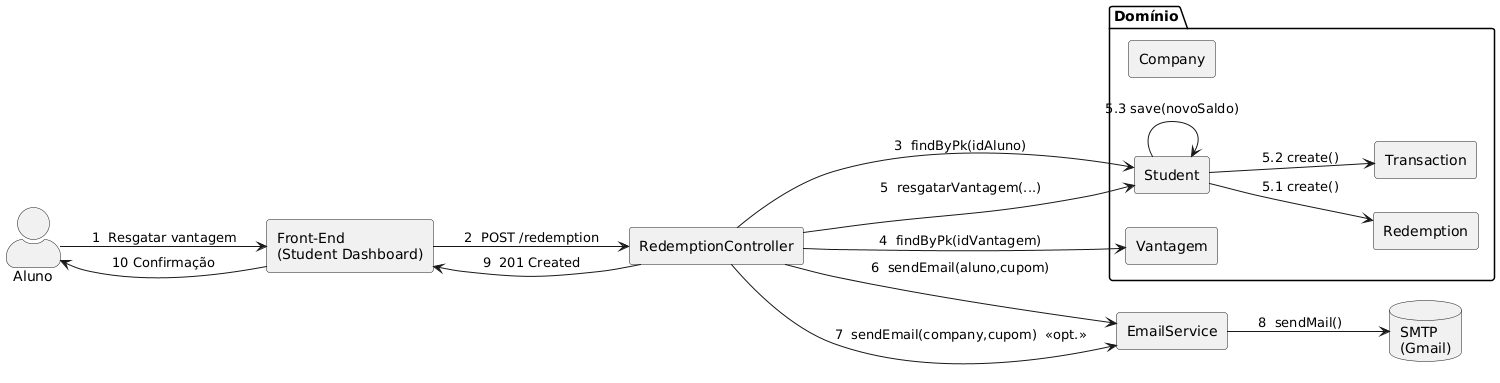 Domínio
Company
5.3 save(novoSaldo)
3  findByPk(idAluno)
5.2 create()
Transaction
Student
5.1 create()
5  resgatarVantagem(...)
Redemption
1  Resgatar vantagem
Front-End
(Student Dashboard)
2  POST /redemption
RedemptionController
4  findByPk(idVantagem)
Vantagem
10 Confirmação
9  201 Created
6  sendEmail(aluno,cupom)
Aluno
7  sendEmail(company,cupom)  «opt.»
EmailService
8  sendMail()
SMTP
(Gmail)